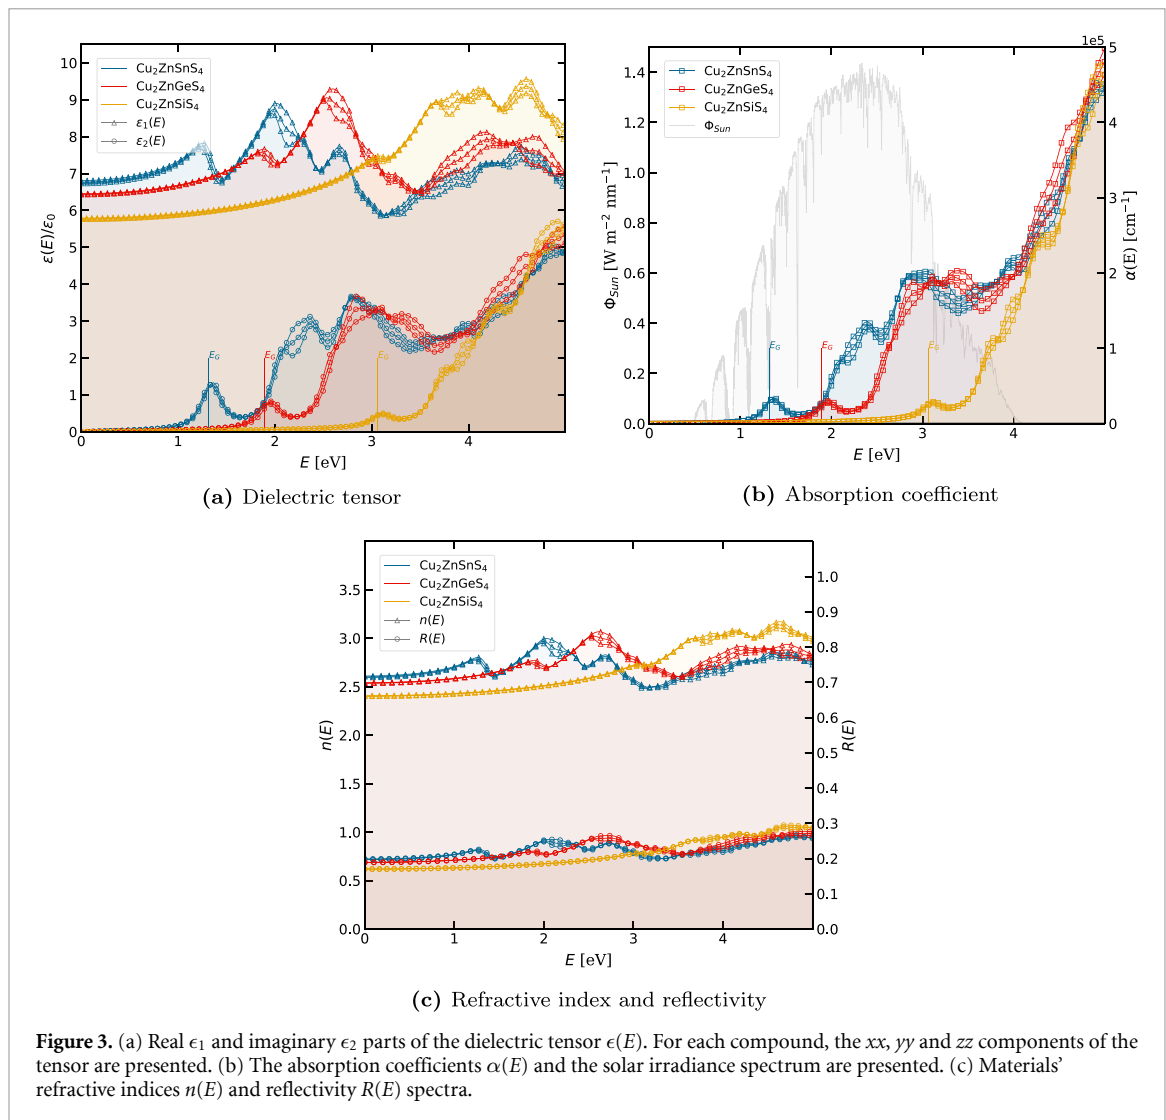 10
9
8
7
6
5
4
3
2
1
0
ε(E)/ε₀
Cu₂ZnSnS₄
Cu₂ZnGeS₄
Cu₂ZnSiS₄
ε₁(E)
ε₂(E)
E_G
E_G
E_G
0 1 2 3 4
E [eV]
(a) Dielectric tensor
1.4
1.2
1.0
0.8
0.6
0.4
0.2
0.0
Φ_Sun [W m⁻² nm⁻¹]
Cu₂ZnSnS₄
Cu₂ZnGeS₄
Cu₂ZnSiS₄
Φ_Sun
E_G
E_G
E_G
0 1 2 3 4
E [eV]
1e5
5
4
3
2
1
0
α(E) [cm⁻¹]
(b) Absorption coefficient
3.5
3.0
2.5
2.0
1.5
1.0
0.5
0.0
n(E)
Cu₂ZnSnS₄
Cu₂ZnGeS₄
Cu₂ZnSiS₄
n(E)
R(E)
0 1 2 3 4
E [eV]
1.0
0.9
0.8
0.7
0.6
0.5
0.4
0.3
0.2
0.1
0.0
R(E)
(c) Refractive index and reflectivity
Figure 3. (a) Real ϵ₁ and imaginary ϵ₂ parts of the dielectric tensor ϵ(E). For each compound, the xx, yy and zz components of the
tensor are presented. (b) The absorption coefficients α(E) and the solar irradiance spectrum are presented. (c) Materials'
refractive indices n(E) and reflectivity R(E) spectra.